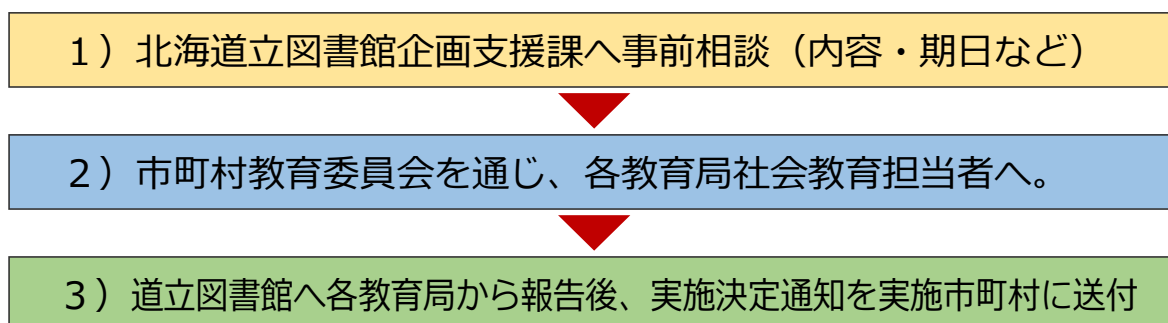 １）北海道立図書館企画支援課へ事前相談（内容・期日など）
２）市町村教育委員会を通じ、各教育局社会教育担当者へ。
３）道立図書館へ各教育局から報告後、実施決定通知を実施市町村に送付